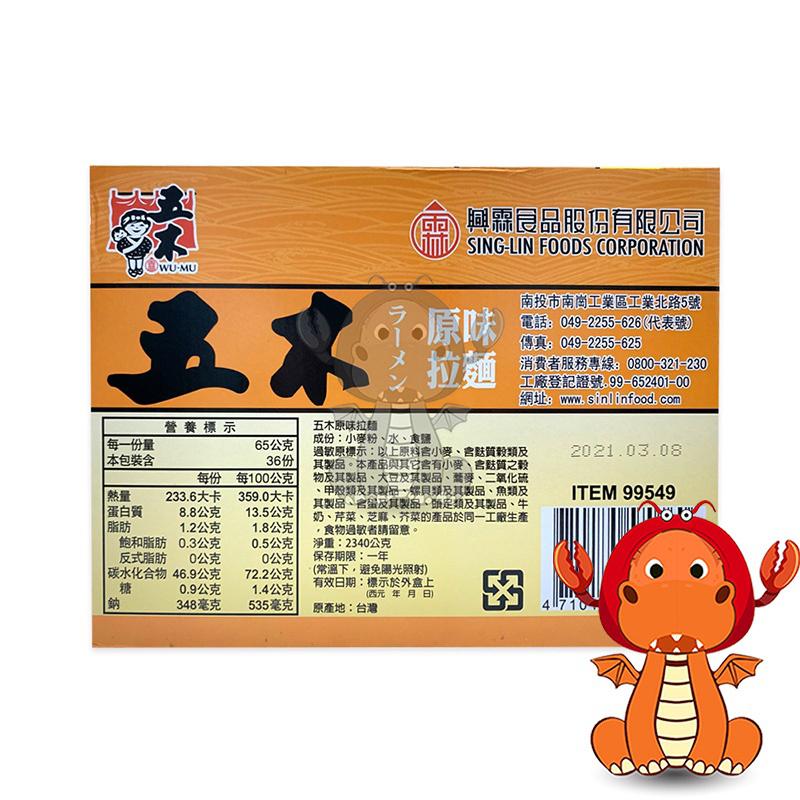 五木
WU-MU
興霖食品股份有限公司
SING-LIN FOODS CORPORATION
五木
ラーメン
原味
拉麵
南投市南崗工業區工業北路5號
電話：049-2255-626(代表號)
傳真：049-2255-625
消費者服務專線：0800-321-230
工廠登記證號.99-652401-00
網址：www.sinlinfood.com
營養標示
每一份量 65公克
本包裝含 36份
每份 每100公克
熱量 233.6大卡 359.0大卡
蛋白質 8.8公克 13.5公克
脂肪 1.2公克 1.8公克
飽和脂肪 0.3公克 0.5公克
反式脂肪 0公克 0公克
碳水化合物 46.9公克 72.2公克
糖 0.9公克 1.4公克
鈉 348毫克 535毫克
五木原味拉麵
成份：小麥粉、水、食鹽
過敏原標示：以上原料含小麥、含麩質穀類及
其製品。本產品與其它含有小麥、含麩質之穀
物及其製品、大豆及其製品、蕎麥、二氧化硫
、甲殼類及其製品、螺貝類及其製品、魚類及
其製品、含蛋及其製品、頭足類及其製品、牛
奶、芹菜、芝麻、芥菜的產品於同一工廠生產
，食物過敏者請留意。
淨重：2340公克
保存期限：一年
(常溫下，避免陽光照射)
有效日期：標示於外盒上
(西元 年 月 日)
原產地：台灣
2021.03.08
ITEM 99549
4 710